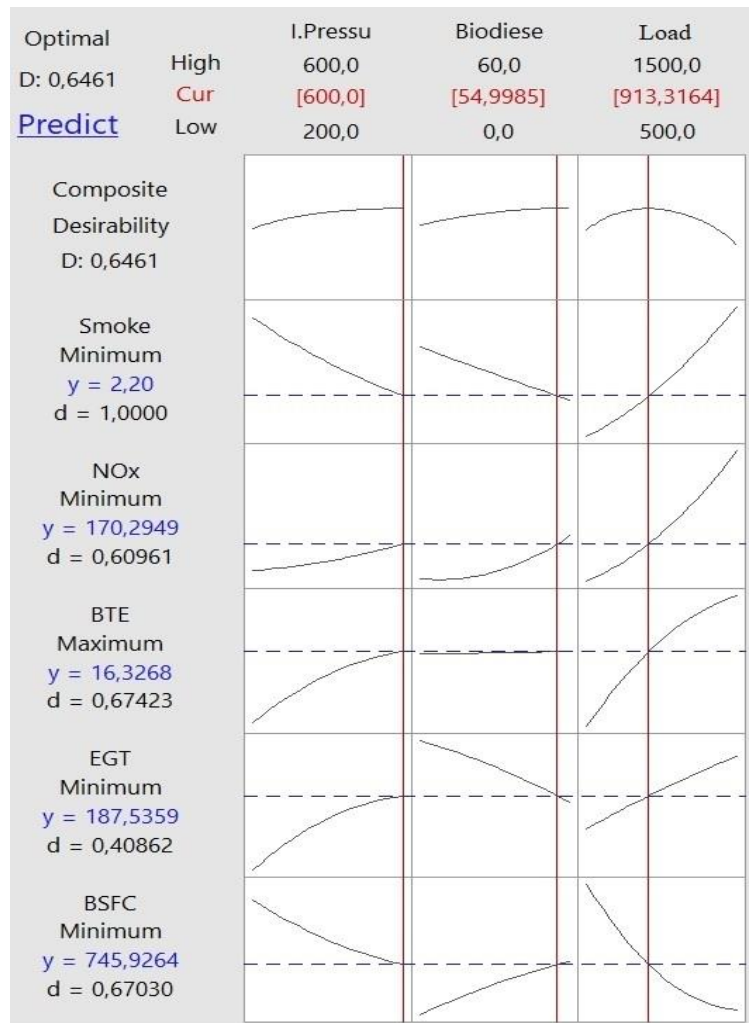 Optimal
D: 0,6461
Predict
High
Cur
Low
I.Pressu
600,0
[600,0]
200,0
Biodiese
60,0
[54,9985]
0,0
Load
1500,0
[913,3164]
500,0
Composite
Desirability
D: 0,6461
Smoke
Minimum
y = 2,20
d = 1,0000
NOx
Minimum
y = 170,2949
d = 0,60961
BTE
Maximum
y = 16,3268
d = 0,67423
EGT
Minimum
y = 187,5359
d = 0,40862
BSFC
Minimum
y = 745,9264
d = 0,67030